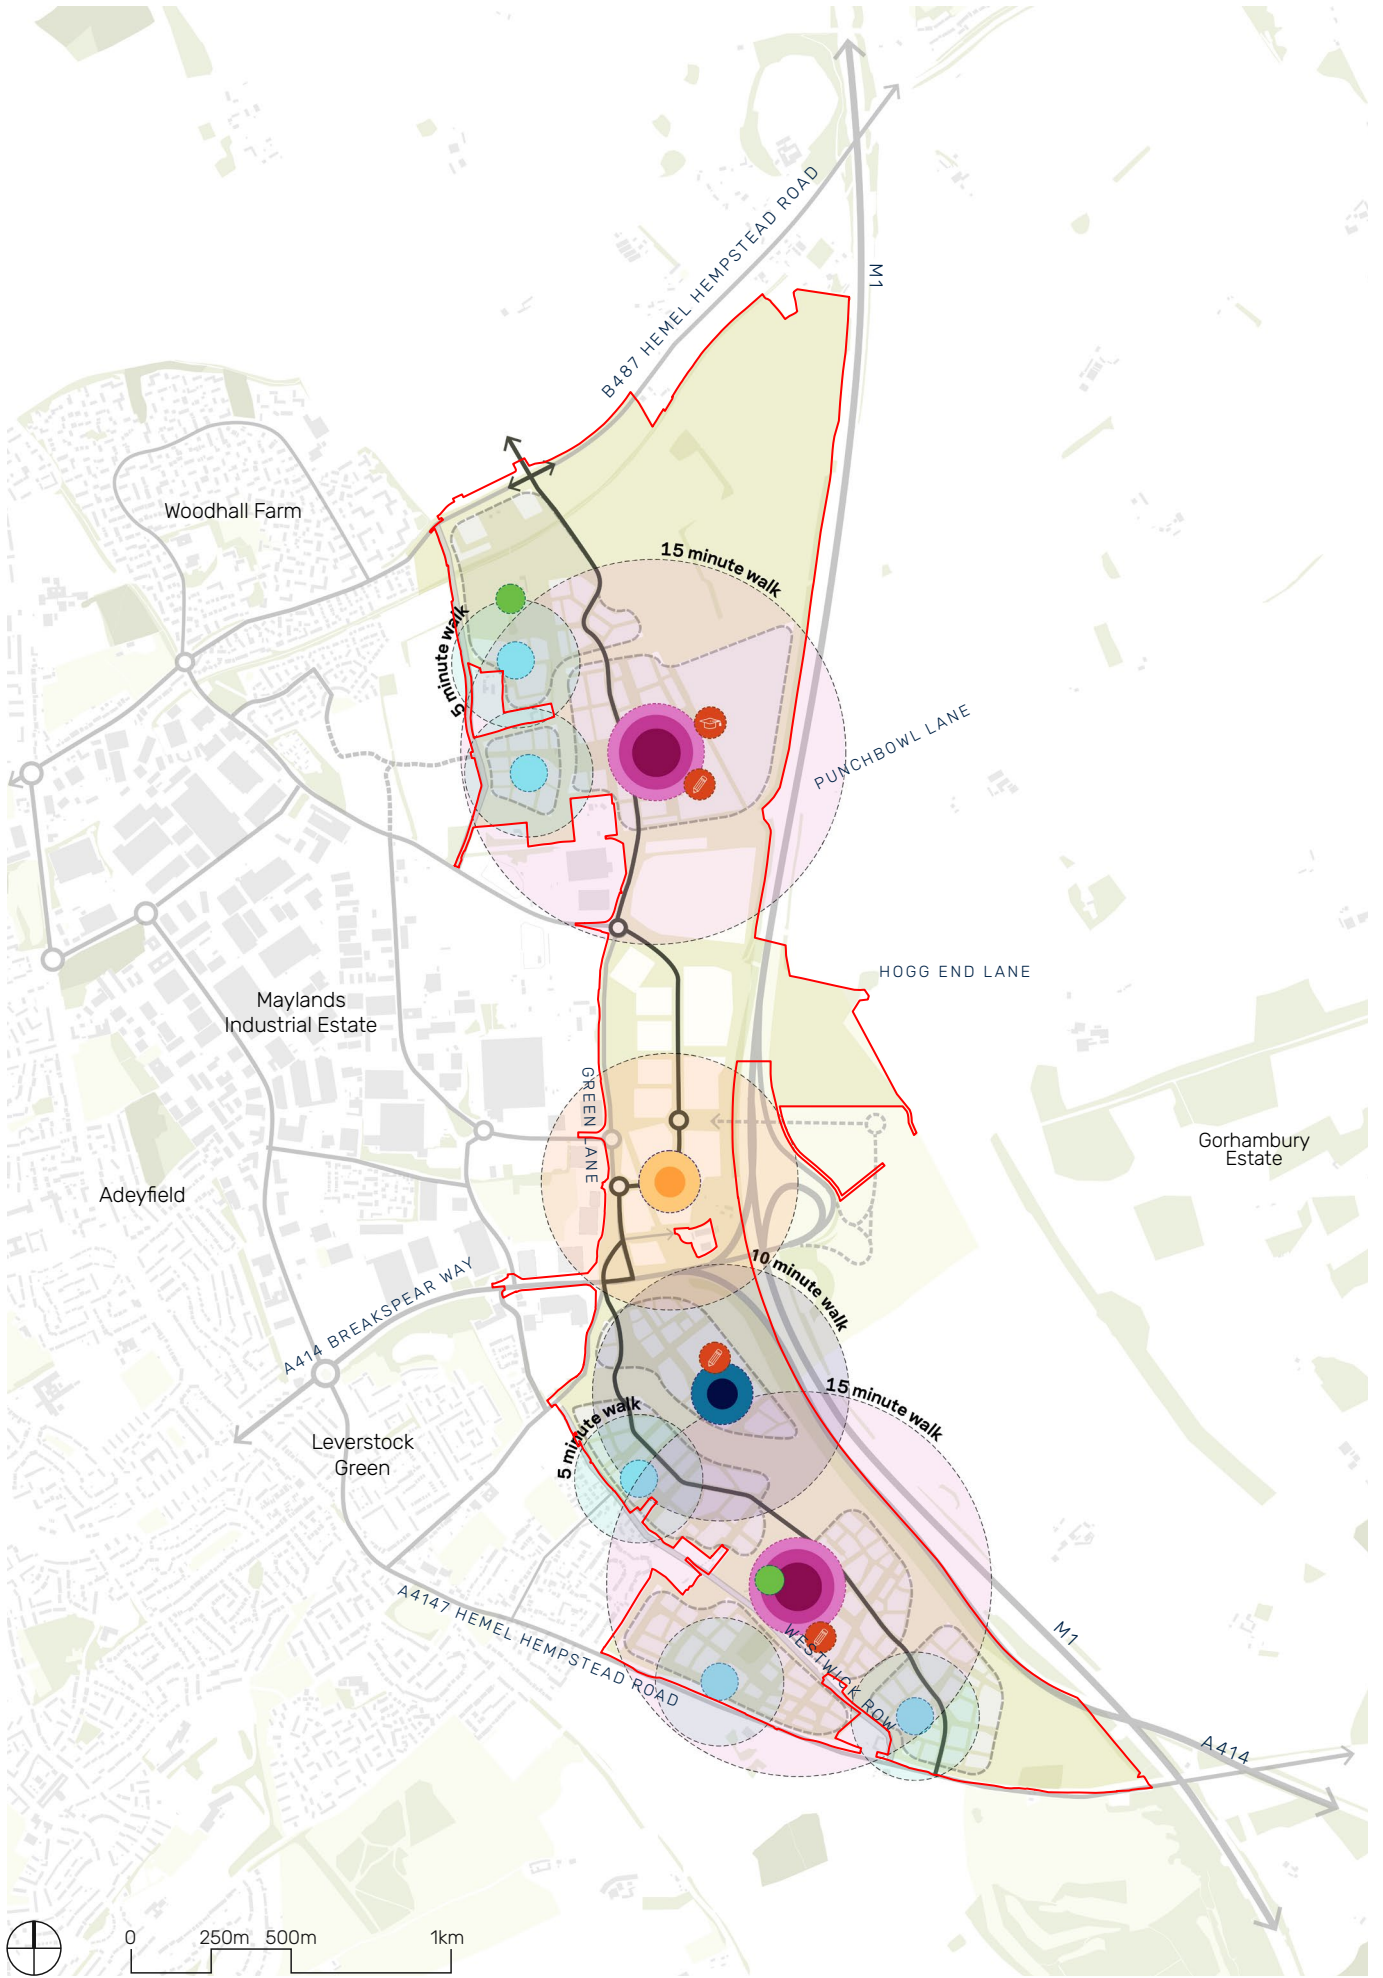 M1
B487 HEMEL HEMPSTEAD ROAD
Woodhall Farm
15 minute walk
5 minute walk
PUNCHBOWL LANE
HOGG END LANE
Maylands
Industrial Estate
GREEN LANE
Gorhambury
Estate
Adeyfield
10 minute walk
A414 BREAKSPEAR WAY
15 minute walk
5 minute walk
Leverstock
Green
A4147 HEMEL HEMPSTEAD ROAD
WESTWICK ROW
M1
A414
0 250m 500m 1km